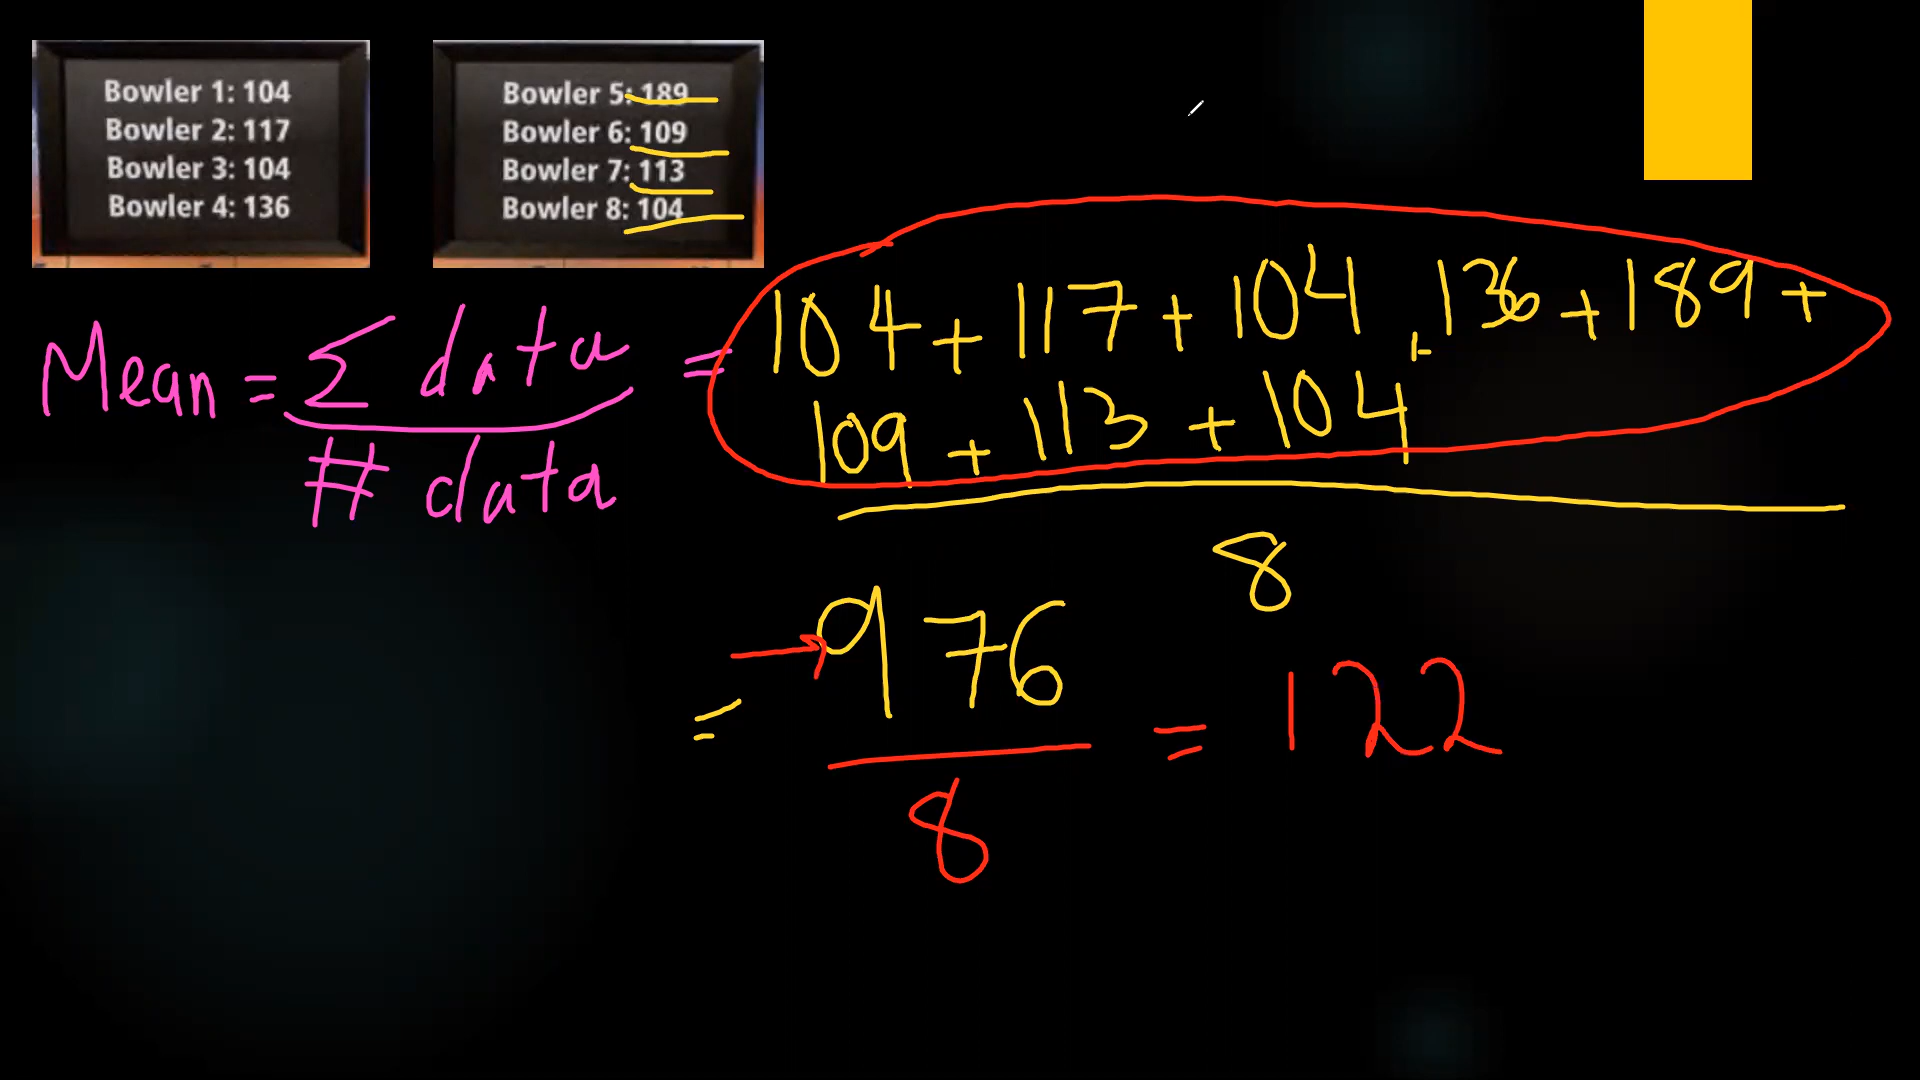 Bowler 1: 104
Bowler 2: 117
Bowler 3: 104
Bowler 4: 136
Bowler 5: 189
Bowler 6: 109
Bowler 7: 113
Bowler 8: 104
Mean = Σ data / # data = 104 + 117 + 104 + 136 + 189 +
109 + 113 + 104
8
= 976 / 8 = 122